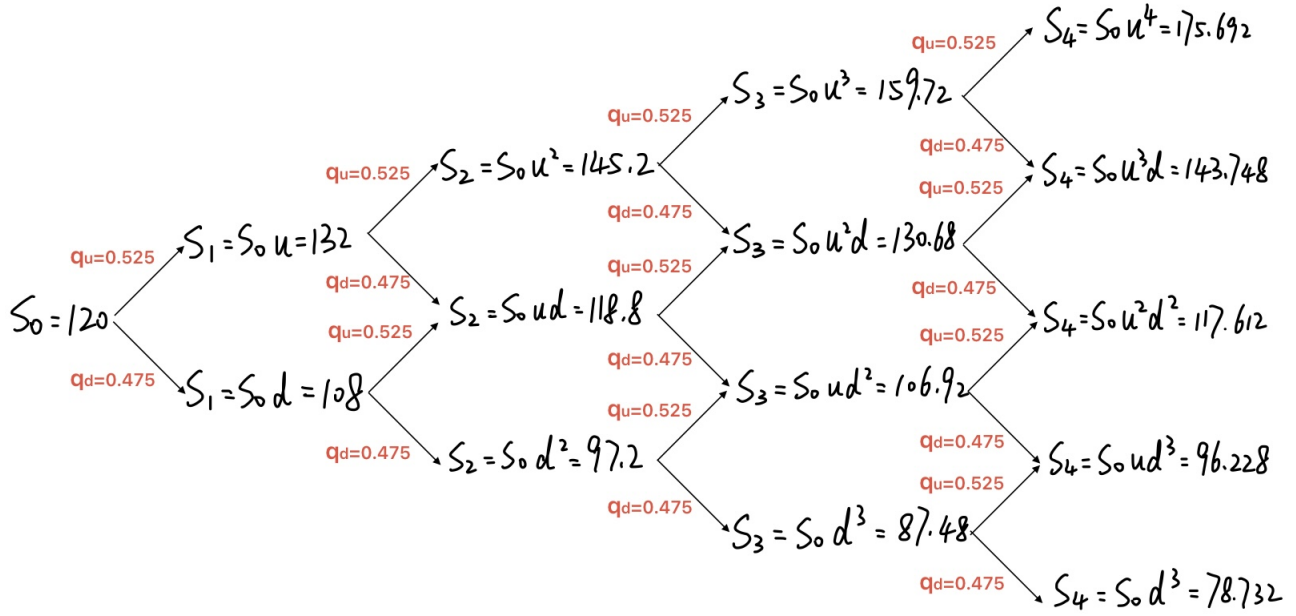 S₀=120
qu=0.525
qd=0.475
S₁=S₀u=132
S₁=S₀d=108
qu=0.525
qd=0.475
qu=0.525
qd=0.475
S₂=S₀u²=145.2
S₂=S₀ud=118.8
S₂=S₀d²=97.2
qu=0.525
qd=0.475
qu=0.525
qd=0.475
qu=0.525
qd=0.475
S₃=S₀u³=159.72
S₃=S₀u²d=130.68
S₃=S₀ud²=106.92
S₃=S₀d³=87.48
qu=0.525
qd=0.475
qu=0.525
qd=0.475
qu=0.525
qd=0.475
qu=0.525
qd=0.475
S₄=S₀u⁴=175.692
S₄=S₀u³d=143.748
S₄=S₀u²d²=117.612
S₄=S₀ud³=96.228
S₄=S₀d³=78.732